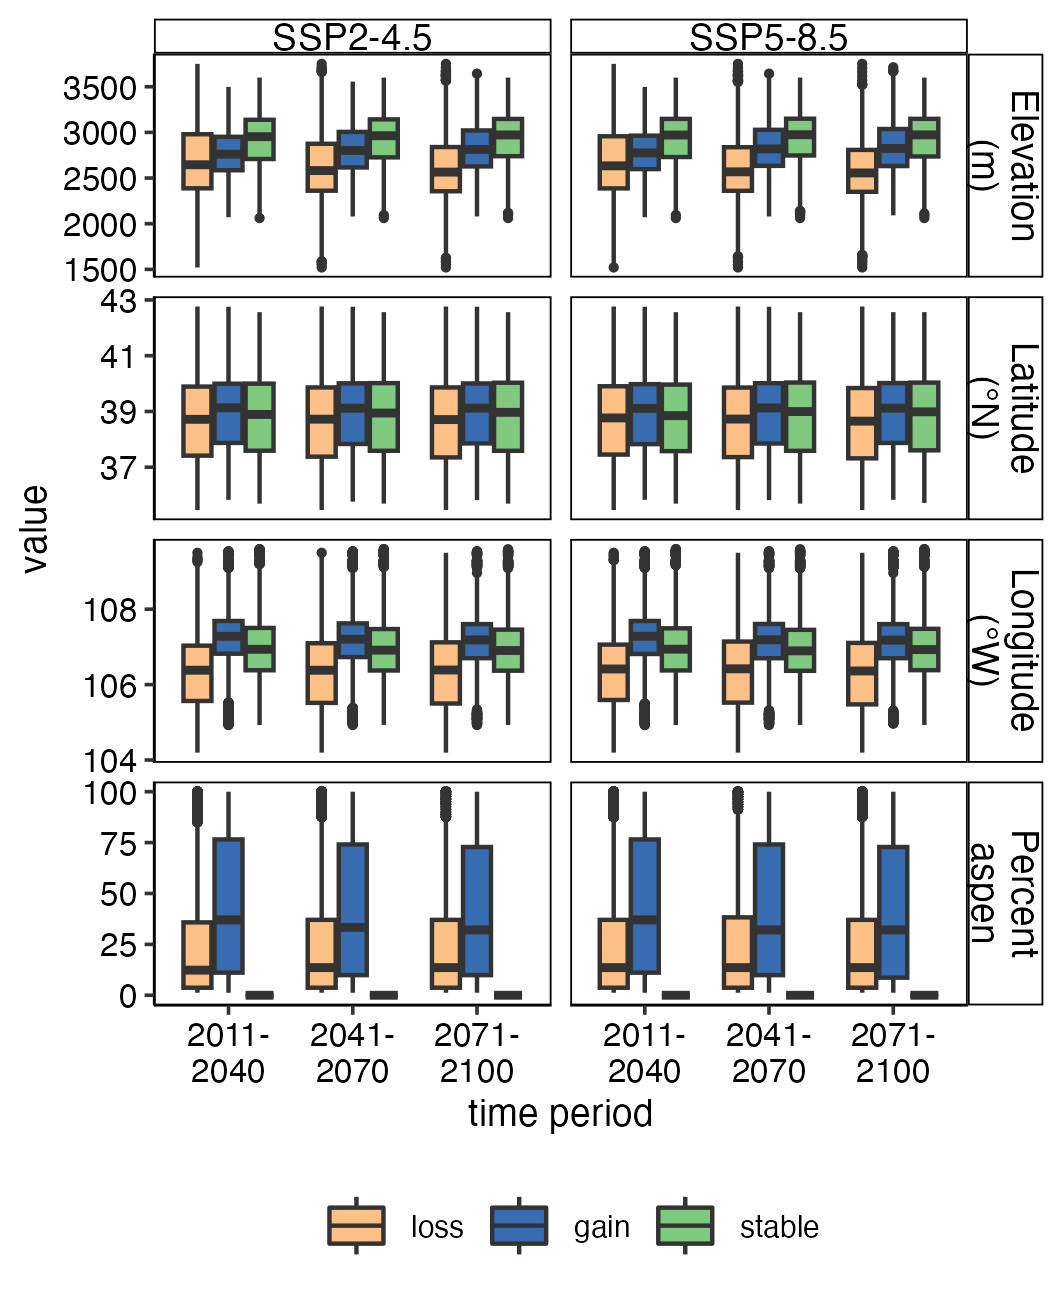 SSP2-4.5
SSP5-8.5
3500
3000
2500
2000
1500
Elevation
(m)
43
41
39
37
Latitude
(°N)
108
106
104
Longitude
(°W)
100
75
50
25
0
Percent
aspen
value
2011-
2040
2041-
2070
2071-
2100
2011-
2040
2041-
2070
2071-
2100
time period
loss
gain
stable